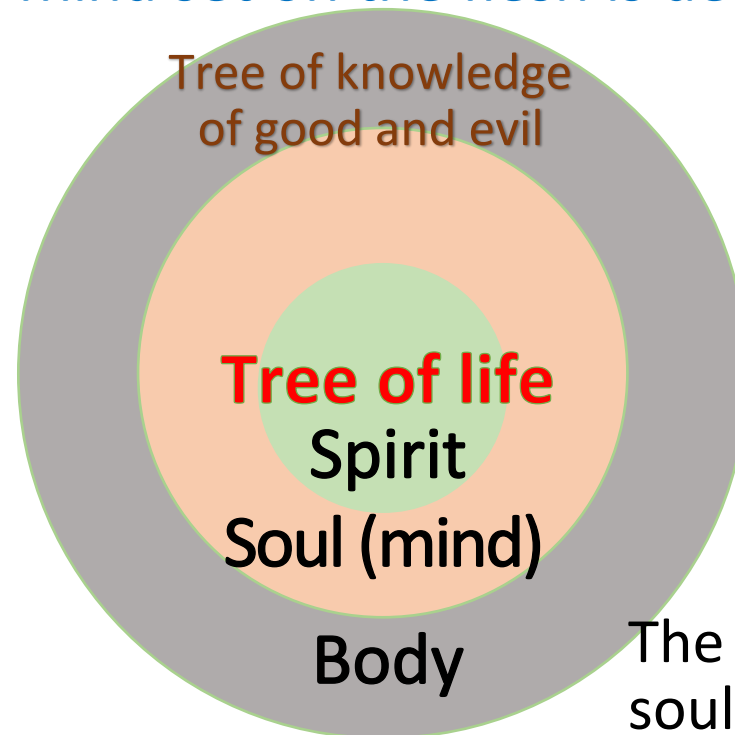 Tree of knowledge
of good and evil
Tree of life
Spirit
Soul (mind)
Body
The
soul